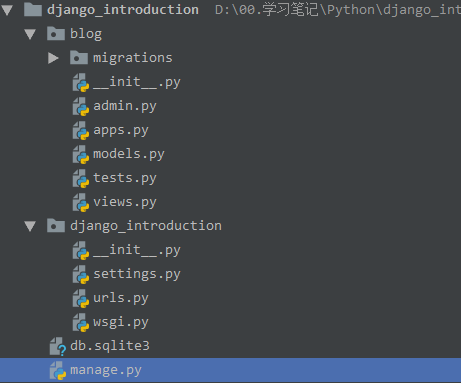 django_introduction D:\00.学习笔记\Python\django_int
blog
migrations
__init__.py
admin.py
apps.py
models.py
tests.py
views.py
django_introduction
__init__.py
settings.py
urls.py
wsgi.py
db.sqlite3
manage.py